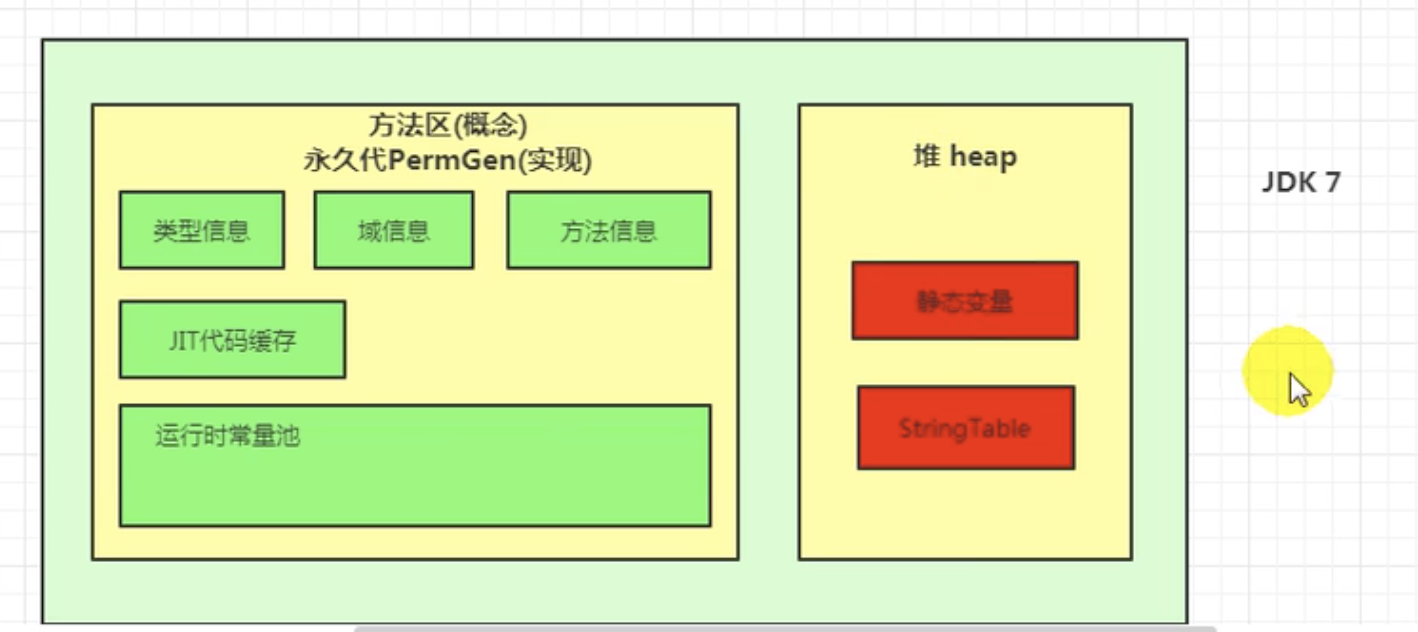 方法区(概念)
永久代PermGen(实现)
类型信息
域信息
方法信息
JIT代码缓存
运行时常量池
堆 heap
静态变量
StringTable
JDK 7